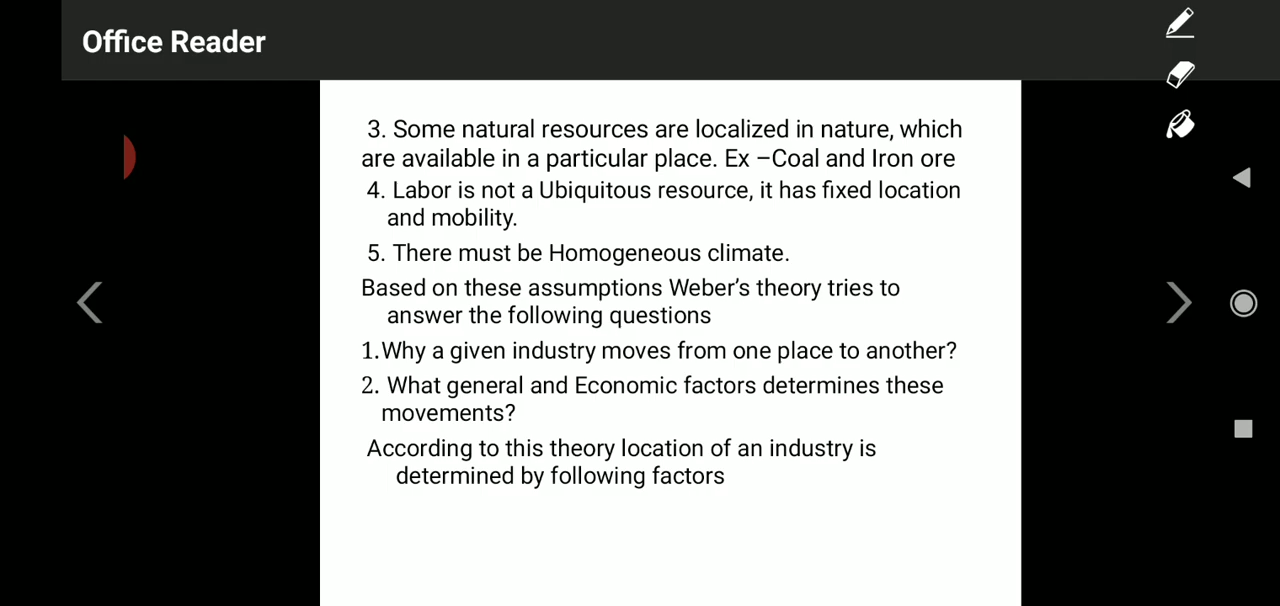 Office Reader
3. Some natural resources are localized in nature, which
are available in a particular place. Ex –Coal and Iron ore
4. Labor is not a Ubiquitous resource, it has fixed location
and mobility.
5. There must be Homogeneous climate.
Based on these assumptions Weber’s theory tries to
answer the following questions
1.Why a given industry moves from one place to another?
2. What general and Economic factors determines these
movements?
According to this theory location of an industry is
determined by following factors